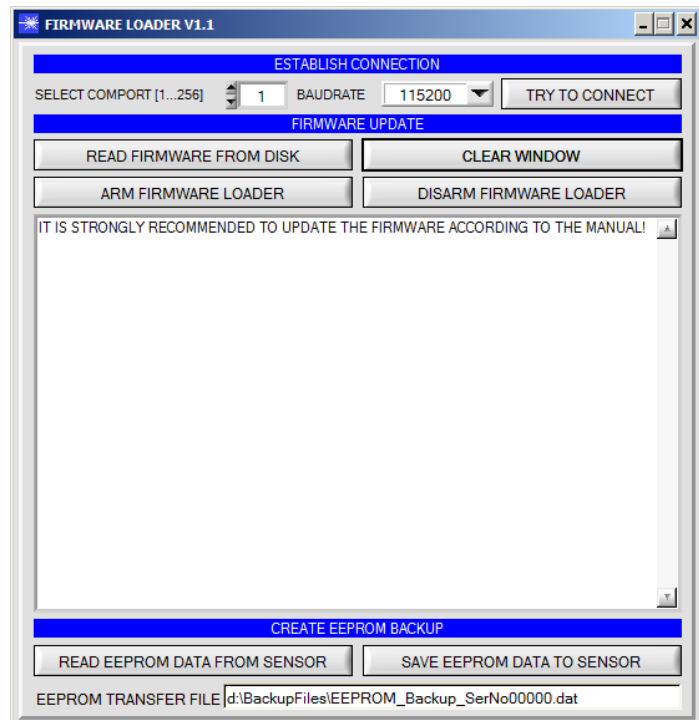 FIRMWARE LOADER V1.1
ESTABLISH CONNECTION
SELECT COMPORT [1...256] 1 BAUDRATE 115200 TRY TO CONNECT
FIRMWARE UPDATE
READ FIRMWARE FROM DISK CLEAR WINDOW
ARM FIRMWARE LOADER DISARM FIRMWARE LOADER
IT IS STRONGLY RECOMMENDED TO UPDATE THE FIRMWARE ACCORDING TO THE MANUAL!
CREATE EEPROM BACKUP
READ EEPROM DATA FROM SENSOR SAVE EEPROM DATA TO SENSOR
EEPROM TRANSFER FILE d:\BackupFiles\EEPROM_Backup_SerNo00000.dat